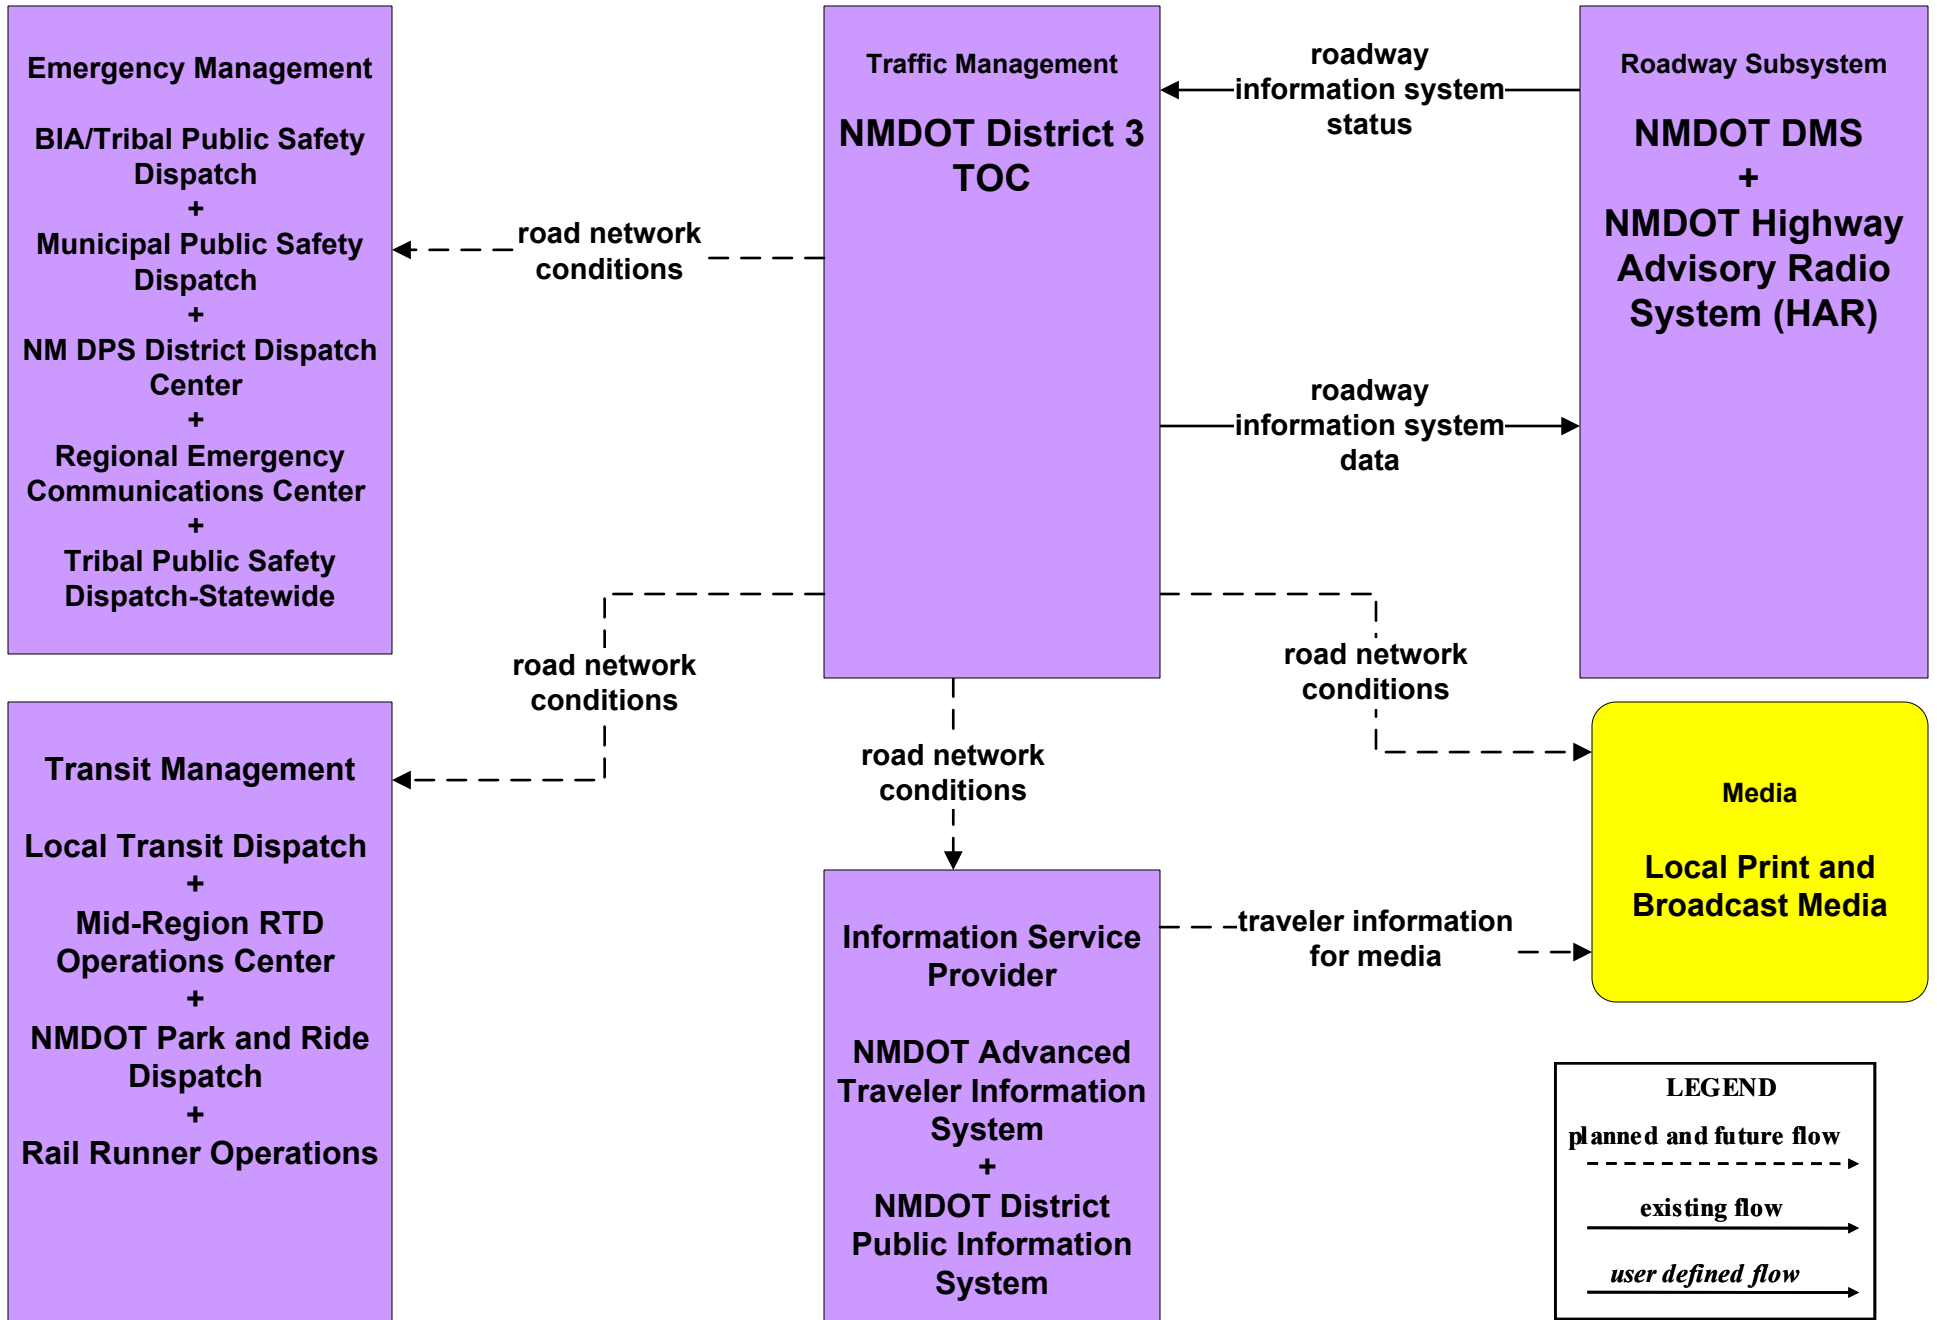 Emergency Management
BIA/Tribal Public Safety
Dispatch
+
Municipal Public Safety
Dispatch
+
NM DPS District Dispatch
Center
+
Regional Emergency
Communications Center
+
Tribal Public Safety
Dispatch-Statewide
road network
conditions
Traffic Management
NMDOT District 3
TOC
roadway
information system
status
roadway
information system
data
Roadway Subsystem
NMDOT DMS
+
NMDOT Highway
Advisory Radio
System (HAR)
road network
conditions
road network
conditions
road network
conditions
Transit Management
Local Transit Dispatch
+
Mid-Region RTD
Operations Center
+
NMDOT Park and Ride
Dispatch
+
Rail Runner Operations
Information Service
Provider
NMDOT Advanced
Traveler Information
System
+
NMDOT District
Public Information
System
traveler information
for media
Media
Local Print and
Broadcast Media
LEGEND
planned and future flow
existing flow
user defined flow